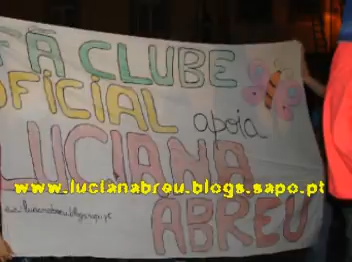 FÃ CLUBE
OFICIAL apoia
LUCIANA
www.lucianabreu.blogs.sapo.pt
ABREU